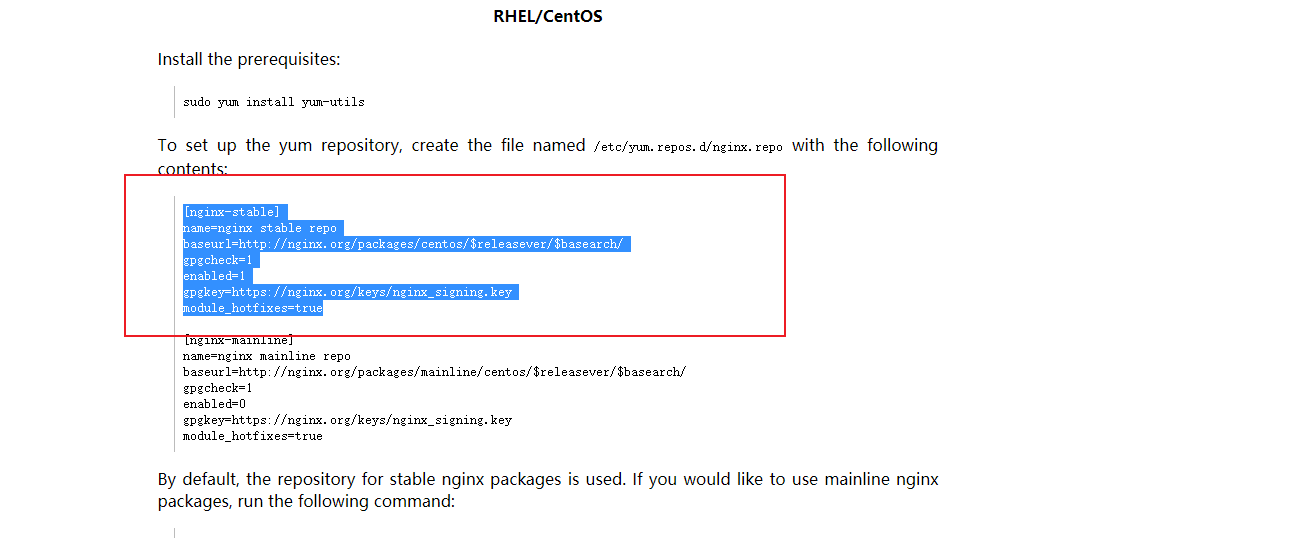 RHEL/CentOS
Install the prerequisites:
sudo yum install yum-utils
To set up the yum repository, create the file named /etc/yum.repos.d/nginx.repo with the following
contents:
[nginx-stable]
name=nginx stable repo
baseurl=http://nginx.org/packages/centos/$releasever/$basearch/
gpgcheck=1
enabled=1
gpgkey=https://nginx.org/keys/nginx_signing.key
module_hotfixes=true
[nginx-mainline]
name=nginx mainline repo
baseurl=http://nginx.org/packages/mainline/centos/$releasever/$basearch/
gpgcheck=1
enabled=0
gpgkey=https://nginx.org/keys/nginx_signing.key
module_hotfixes=true
By default, the repository for stable nginx packages is used. If you would like to use mainline nginx
packages, run the following command: